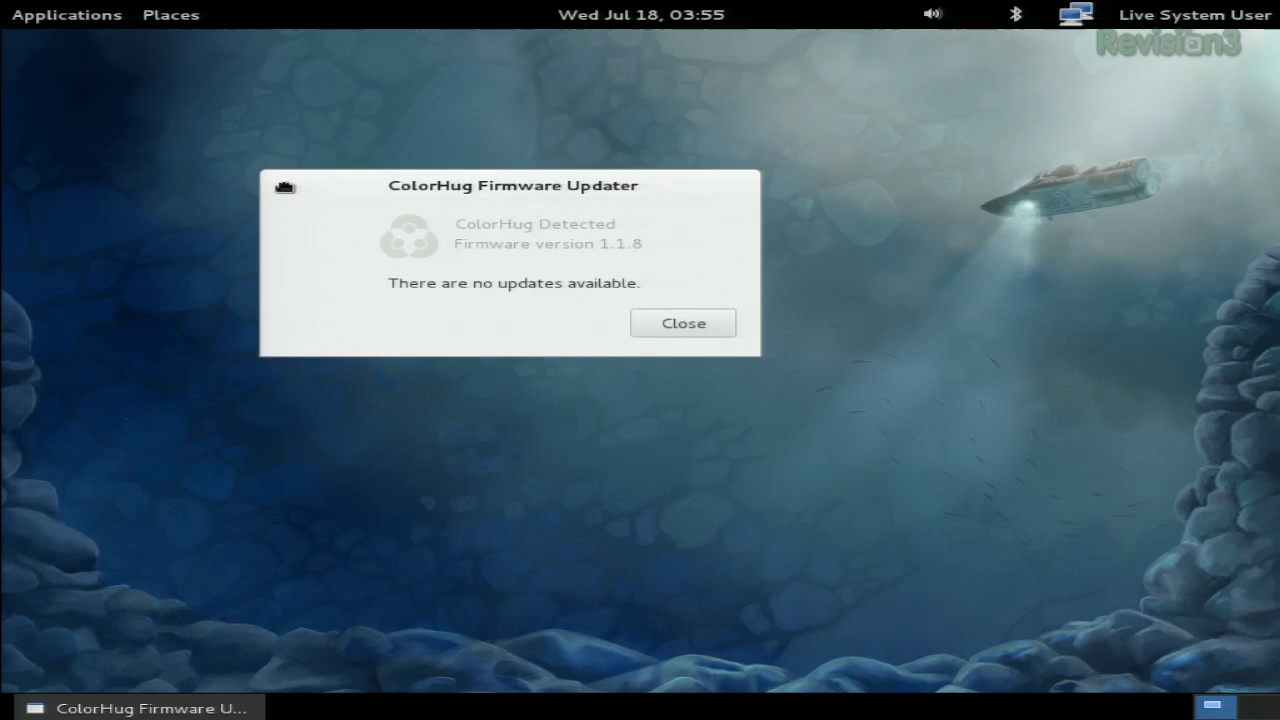 Applications Places Wed Jul 18, 03:55 Live System User
Revision3
ColorHug Firmware Updater
ColorHug Detected
Firmware version 1.1.8
There are no updates available.
Close
ColorHug Firmware U...